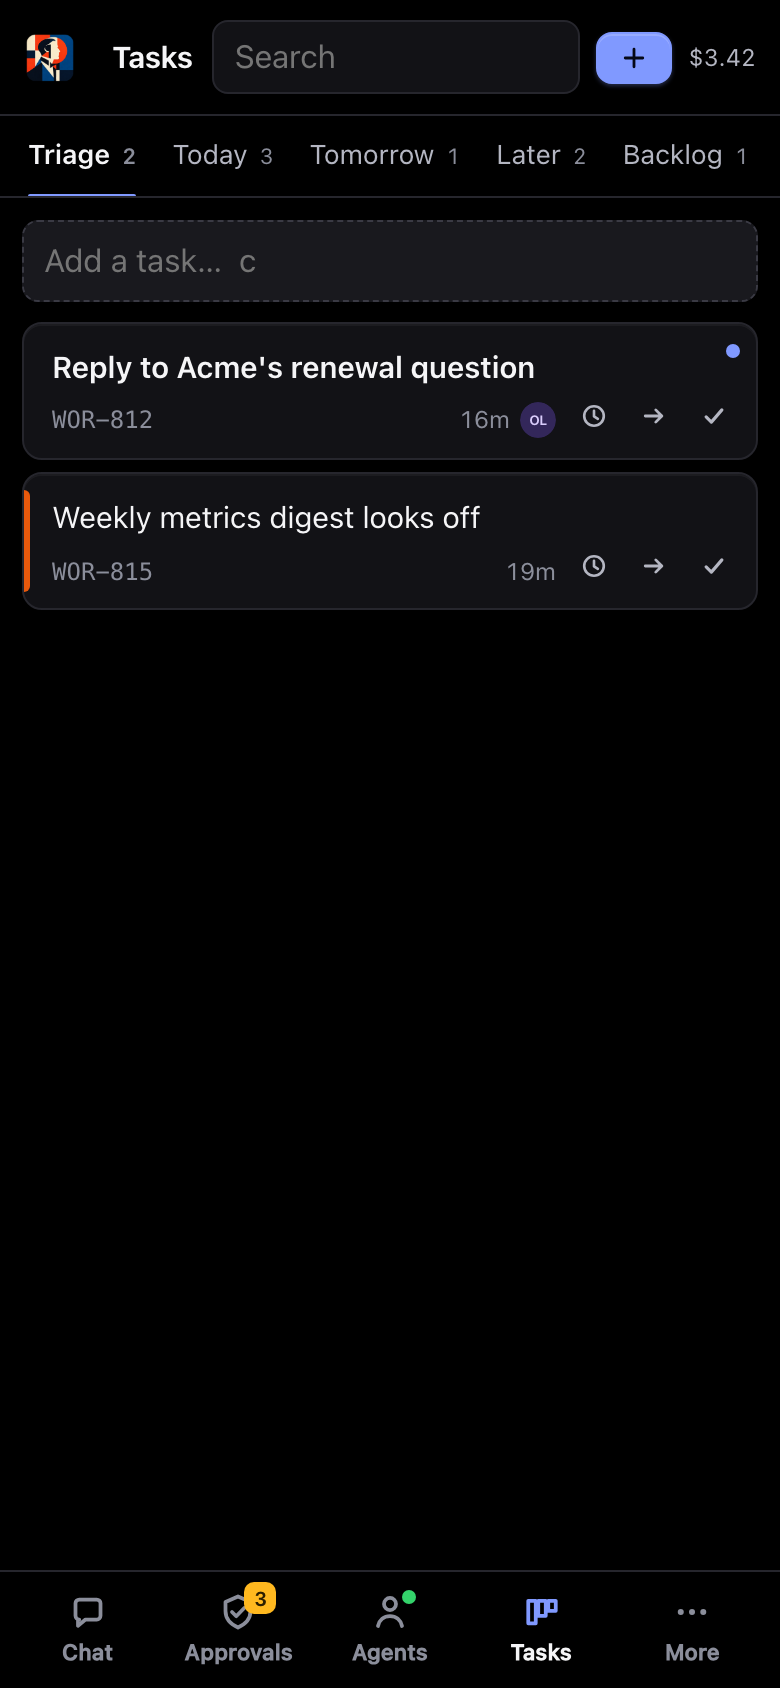 Tasks
Search
+
$3.42
Triage 2
Today 3
Tomorrow 1
Later 2
Backlog 1
Add a task... c
Reply to Acme's renewal question
WOR-812
16m
OL
Weekly metrics digest looks off
WOR-815
19m
3
Chat
Approvals
Agents
Tasks
More